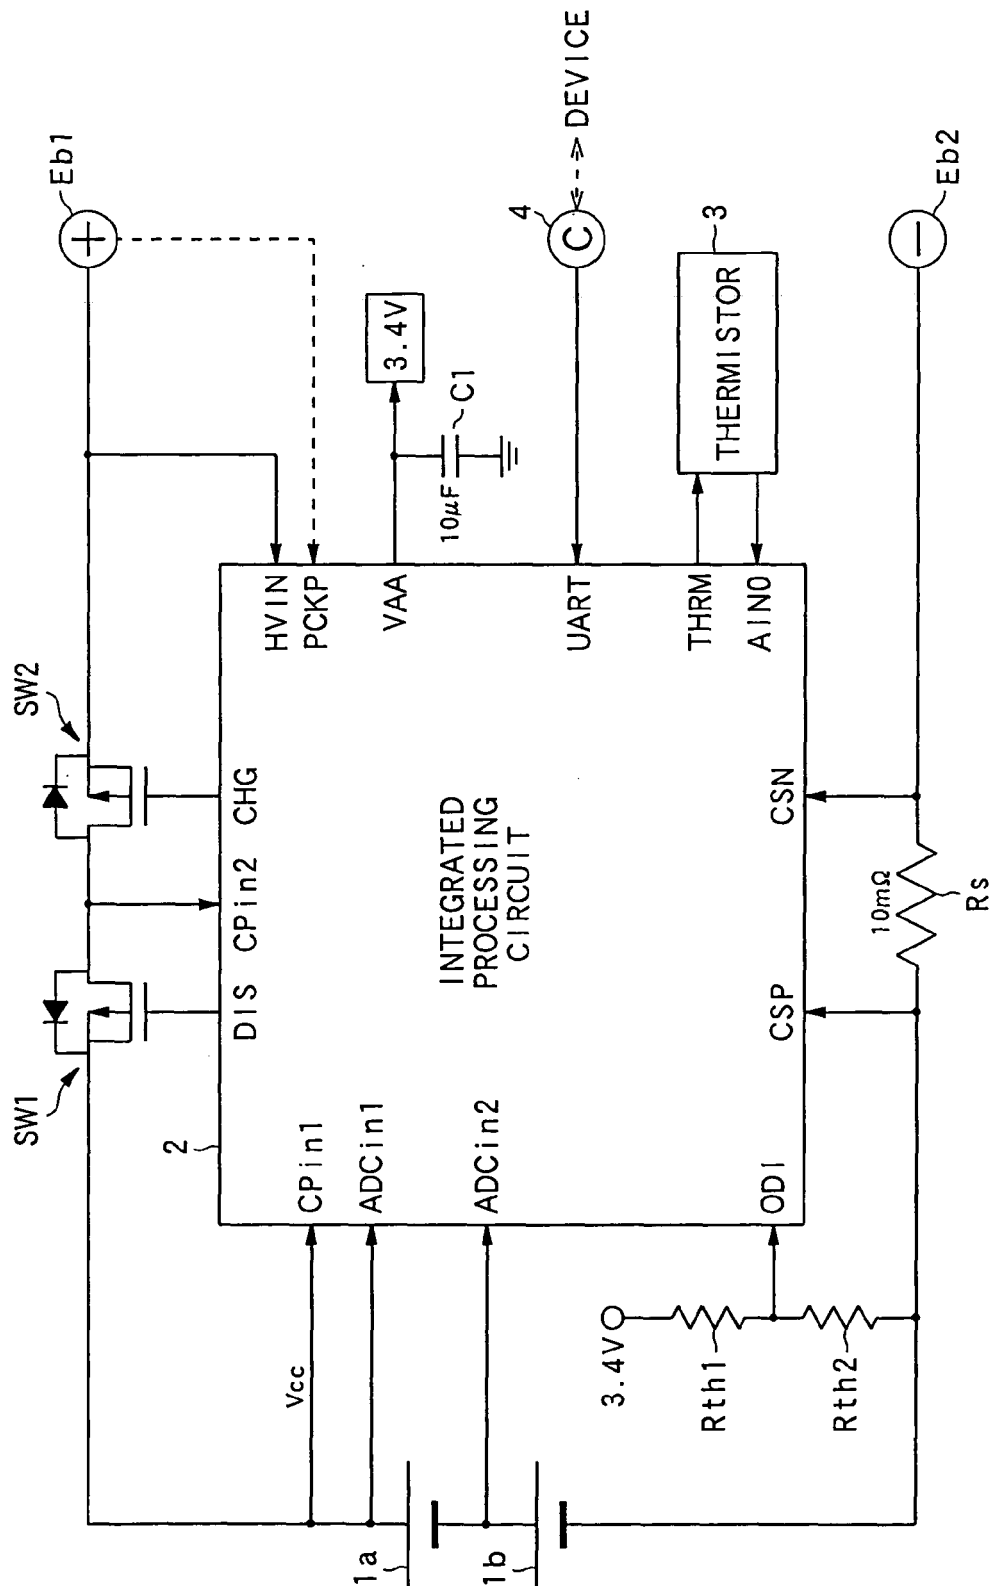 SW1
SW2
Eb1
2
DIS
CPin2
CHG
Vcc
CPin1
HVIN
PCKP
ADCin1
VAA
3.4V
10μF
C1
1a
ADCin2
INTEGRATED
PROCESSING
CIRCUIT
UART
4
C
DEVICE
1b
3.4V
Rth1
Rth2
ODI
THRM
AIN0
THERMISTOR
3
CSP
CSN
10mΩ
Rs
Eb2